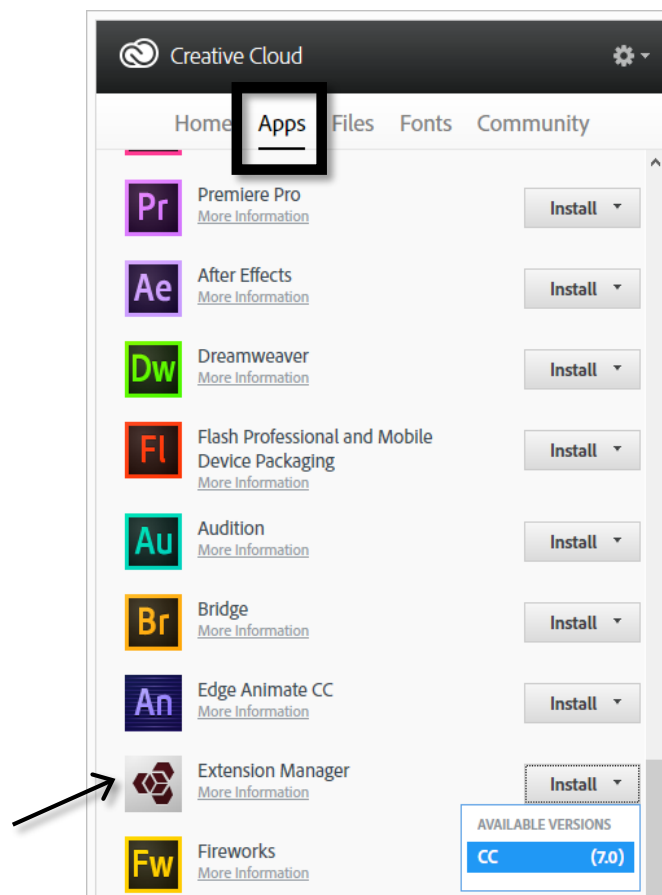 Creative Cloud
Home Apps Files Fonts Community
Pr Premiere Pro Install
More Information
Ae After Effects Install
More Information
Dw Dreamweaver Install
More Information
Fl Flash Professional and Mobile Install
Device Packaging
More Information
Au Audition Install
More Information
Br Bridge Install
More Information
An Edge Animate CC Install
More Information
Extension Manager Install
More Information
AVAILABLE VERSIONS
CC (7.0)
Fw Fireworks
More Information